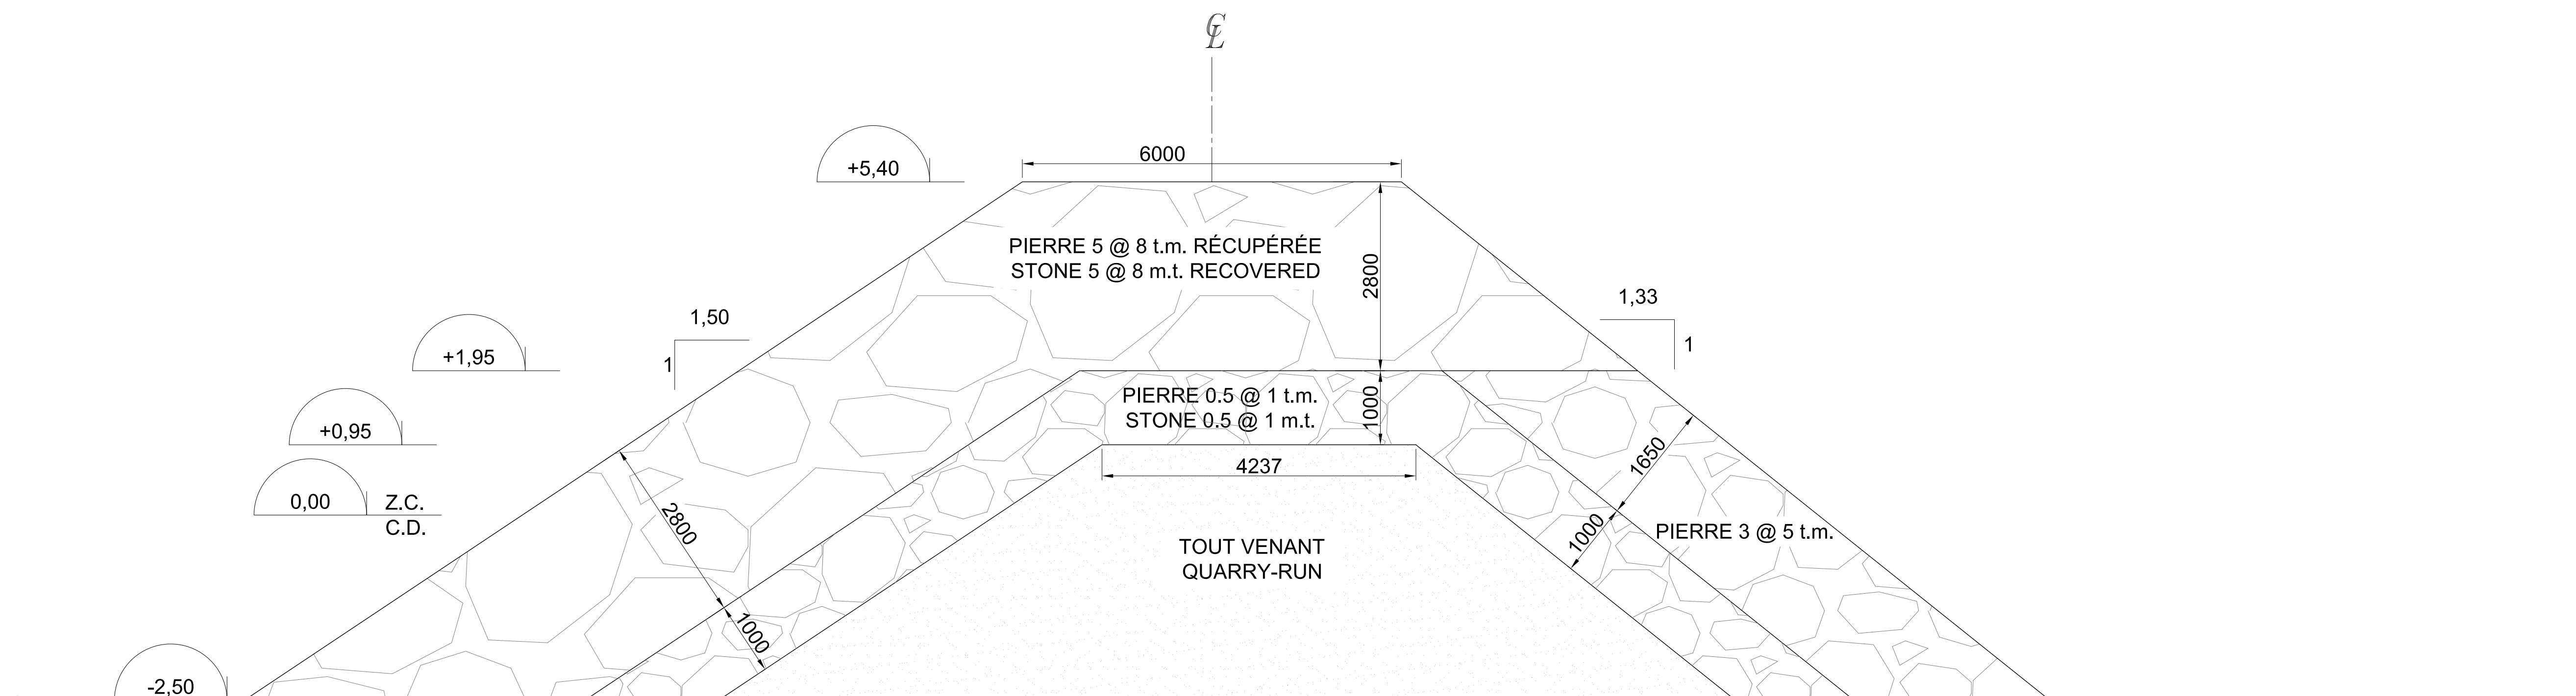 ℄
6000
+5,40
PIERRE 5 @ 8 t.m. RÉCUPÉRÉE
STONE 5 @ 8 m.t. RECOVERED
2800
1,33
1
1,50
1
+1,95
PIERRE 0.5 @ 1 t.m.
STONE 0.5 @ 1 m.t.
1000
+0,95
4237
1650
0,00
Z.C.
C.D.
2800
1000
PIERRE 3 @ 5 t.m.
TOUT VENANT
QUARRY-RUN
1000
-2,50